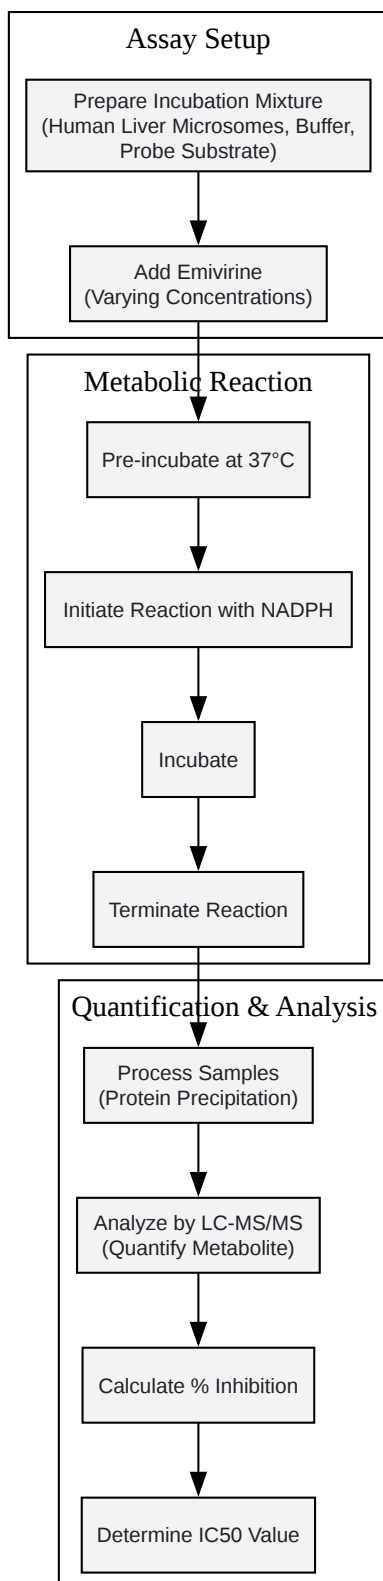 Assay Setup
Prepare Incubation Mixture
(Human Liver Microsomes, Buffer,
Probe Substrate)
Add Emivirine
(Varying Concentrations)
Metabolic Reaction
Pre-incubate at 37°C
Initiate Reaction with NADPH
Incubate
Terminate Reaction
Quantification & Analysis
Process Samples
(Protein Precipitation)
Analyze by LC-MS/MS
(Quantify Metabolite)
Calculate % Inhibition
Determine IC50 Value